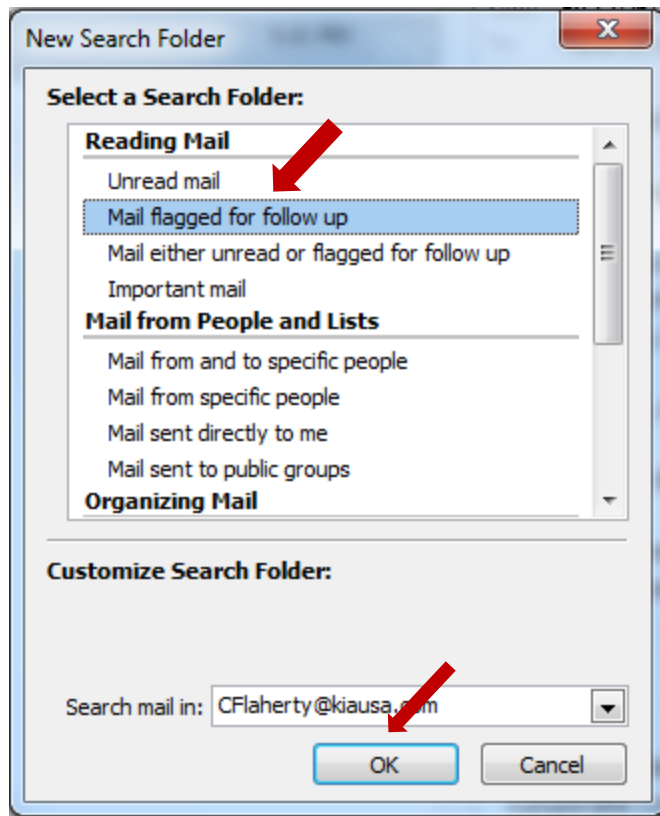 New Search Folder
Select a Search Folder:
Reading Mail
Unread mail
Mail flagged for follow up
Mail either unread or flagged for follow up
Important mail
Mail from People and Lists
Mail from and to specific people
Mail from specific people
Mail sent directly to me
Mail sent to public groups
Organizing Mail
Customize Search Folder:
Search mail in: CFlaherty@kiausa.com
OK Cancel